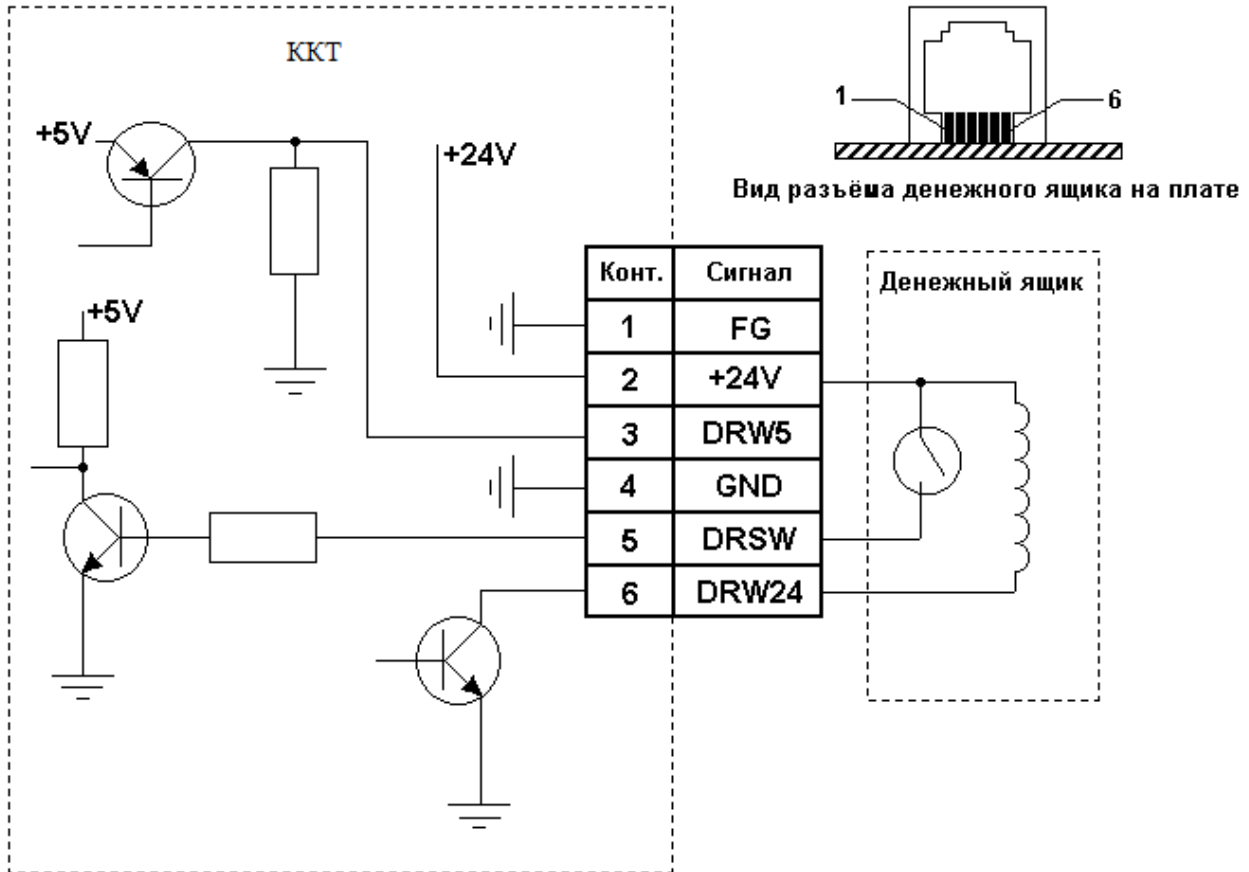 ККТ
+5V
+24V
+5V
1
6
Вид разъёма денежного ящика на плате
Конт. Сигнал
1 FG
2 +24V
3 DRW5
4 GND
5 DRSW
6 DRW24
Денежный ящик